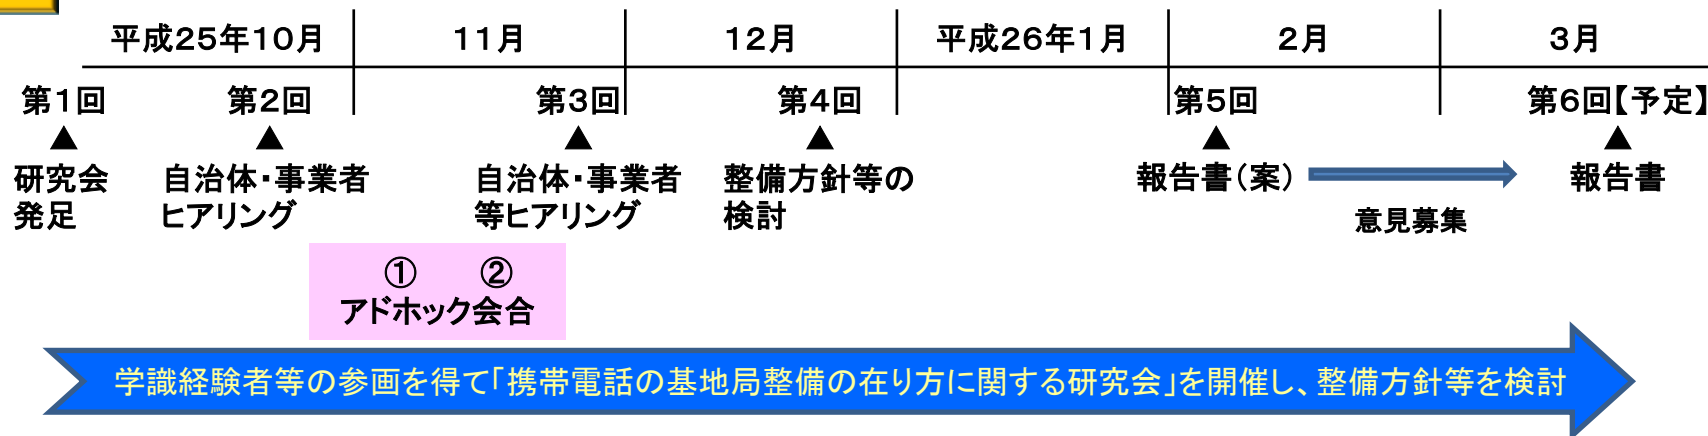 平成25年10月
11月
12月
平成26年1月
2月
3月
第1回
第2回
第3回
第4回
第5回
第6回【予定】
▲
▲
▲
▲
▲
▲
研究会
発足
自治体・事業者
ヒアリング
自治体・事業者
等ヒアリング
整備方針等の
検討
報告書(案)
意見募集
報告書
① ②
アドホック会合
学識経験者等の参画を得て「携帯電話の基地局整備の在り方に関する研究会」を開催し、整備方針等を検討